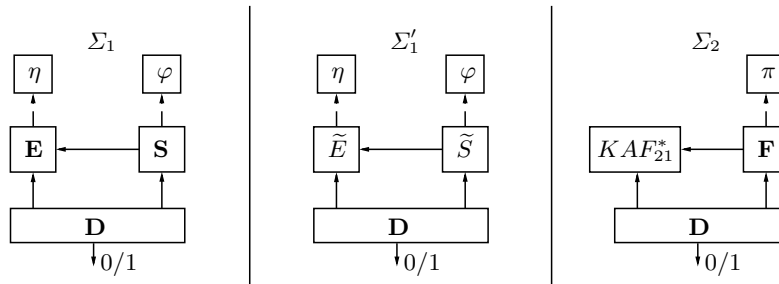 Σ₁ Σ′₁ Σ₂
η φ η φ π
E S Ẽ S̃ KAF*₂₁ F
D D D
0/1 0/1 0/1